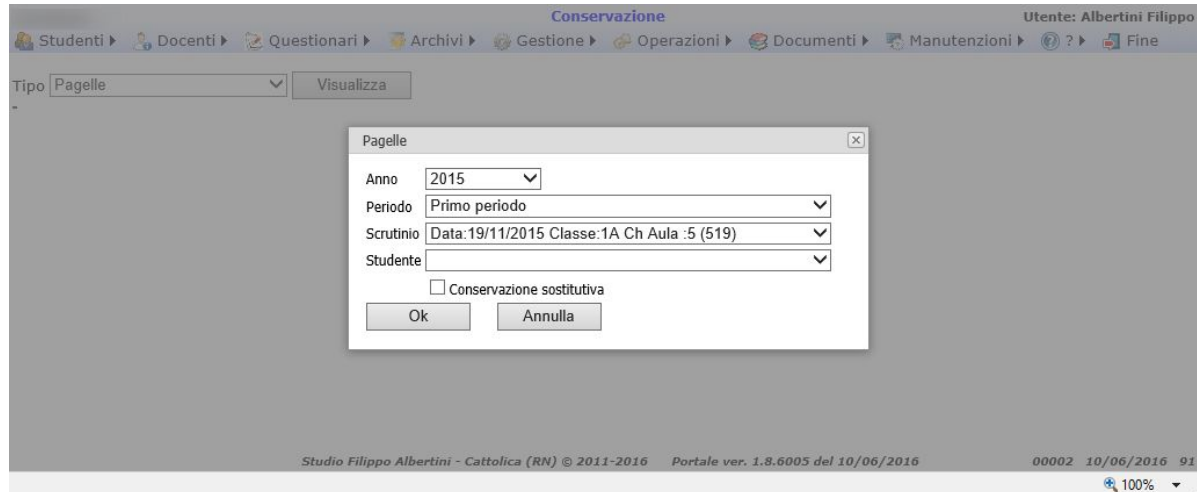 Conservazione
Utente: Albertini Filippo
Studenti Docenti Questionari Archivi Gestione Operazioni Documenti Manutenzioni ? Fine
Tipo Pagelle Visualizza
-
Pagelle
Anno 2015
Periodo Primo periodo
Scrutinio Data:19/11/2015 Classe:1A Ch Aula :5 (519)
Studente
Conservazione sostitutiva
Ok Annulla
Studio Filippo Albertini - Cattolica (RN) © 2011-2016 Portale ver. 1.8.6005 del 10/06/2016 00002 10/06/2016 91
100%